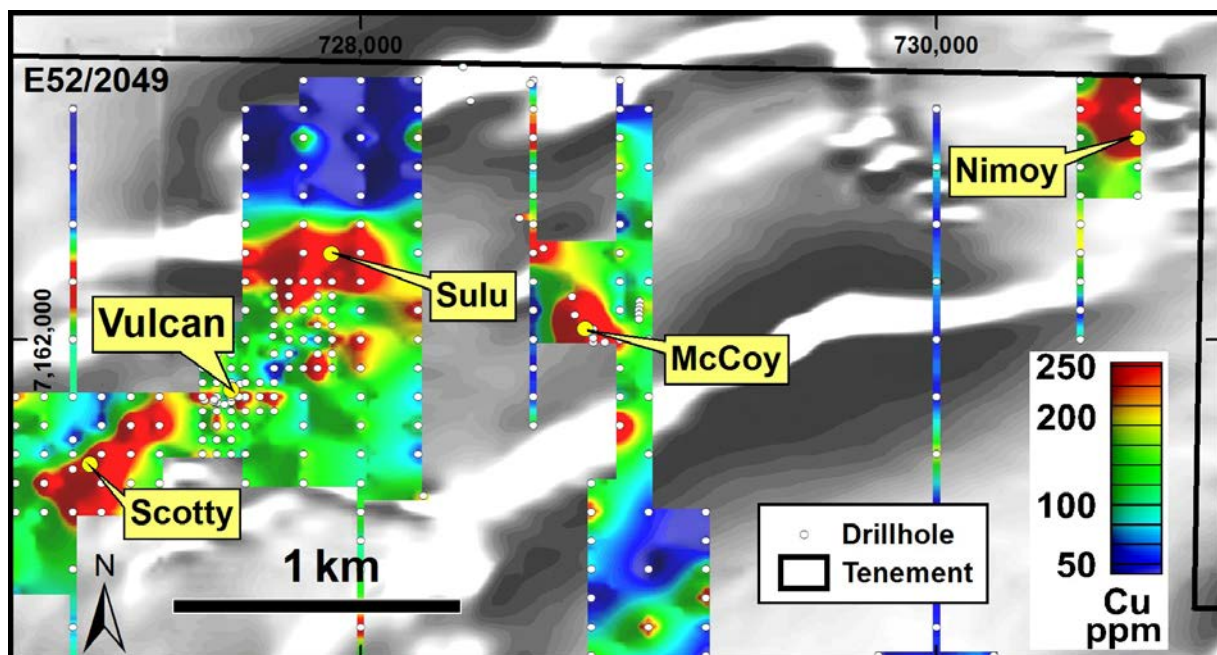 728,000
730,000
E52/2049
Nimoy
Sulu
Vulcan
7,162,000
McCoy
250
200
100
50
Cu
ppm
Scotty
Drillhole
Tenement
N
1 km